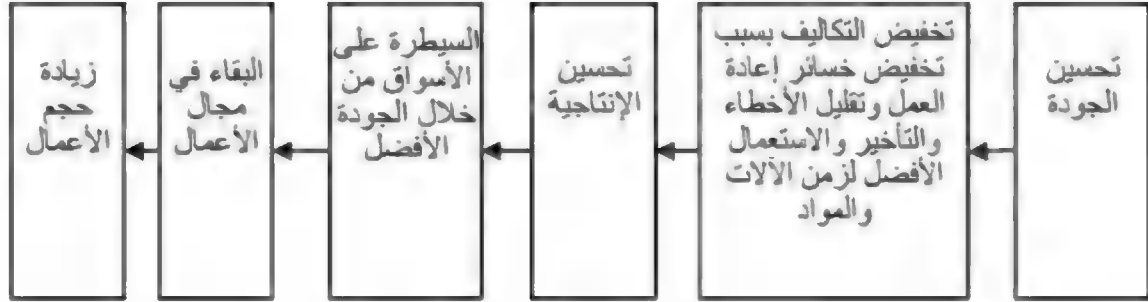 تحسين
الجودة
تخفيض التكاليف بسبب
تخفيض خسائر إعادة
العمل وتقليل الأخطاء
والتأخير والاستعمال
الأفضل لزمن الآلات
والمواد
تحسين
الإنتاجية
السيطرة على
الأسواق من
خلال الجودة
الأفضل
البقاء في
مجال
الأعمال
زيادة
حجم
الأعمال